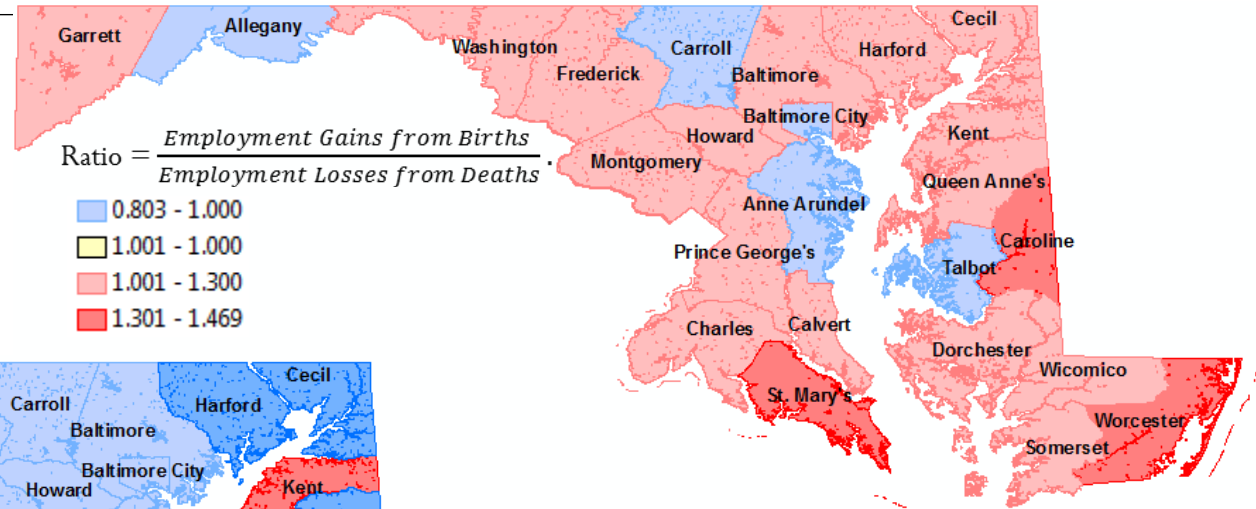 Garrett
Allegany
Washington
Frederick
Carroll
Baltimore
Harford
Cecil
Baltimore City
Howard
Montgomery
Kent
Queen Anne's
Anne Arundel
Prince George's
Caroline
Talbot
Charles
Calvert
Dorchester
Wicomico
St. Mary's
Worcester
Somerset
Ratio = Employment Gains from Births / Employment Losses from Deaths .
0.803 - 1.000
1.001 - 1.000
1.001 - 1.300
1.301 - 1.469
Cecil
Carroll
Harford
Baltimore
Baltimore City
Howard
Kent